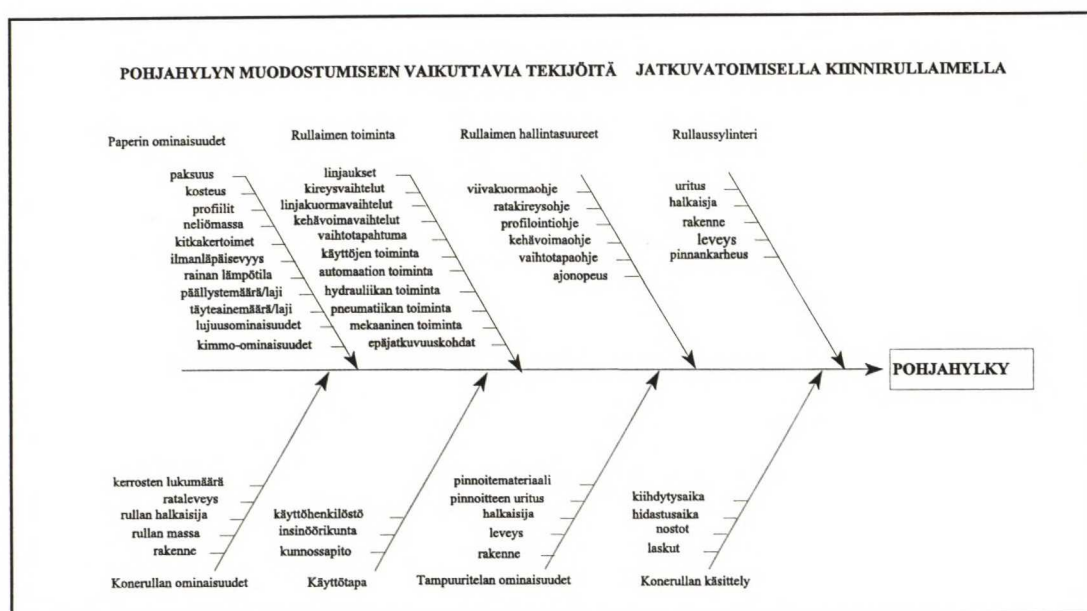 POHJAHYLYN MUODOSTUMISEEN VAIKUTTAVIA TEKIJÖITÄ JATKUVATOIMISELLA KIINNIRULLAIMELLA
Paperin ominaisuudet
paksuus
kosteus
profiilit
neliömassa
kitkakertoimet
ilmanläpäisevyys
rainan lämpötila
päällystemäärä/laji
täyteainemäärä/laji
lujuusominaisuudet
kimmo-ominaisuudet
Rullaimen toiminta
linjaukset
kireysvaihtelut
linjakuormavaihtelut
kehävoimavaihtelut
vaihtotapahtuma
käyttöjen toiminta
automaation toiminta
hydrauliikan toiminta
pneumatiikan toiminta
mekaaninen toiminta
epäjatkuvuuskohdat
Rullaimen hallintasuureet
viivakuormaohje
ratakireysohje
profilointiohje
kehävoimaohje
vaihtotapaohje
ajonopeus
Rullaussylinteri
uritus
halkaisja
rakenne
leveys
pinnankarheus
POHJAHYLKY
kerrosten lukumäärä
rataleveys
rullan halkaisija
rullan massa
rakenne
Konerullan ominaisuudet
käyttöhenkilöstö
insinöörikunta
kunnossapito
Käyttötapa
pinnoitemateriaali
pinnoitteen uritus
halkaisija
leveys
rakenne
Tampuuritelan ominaisuudet
kiihdytysaika
hidastusaika
nostot
laskut
Konerullan käsittely